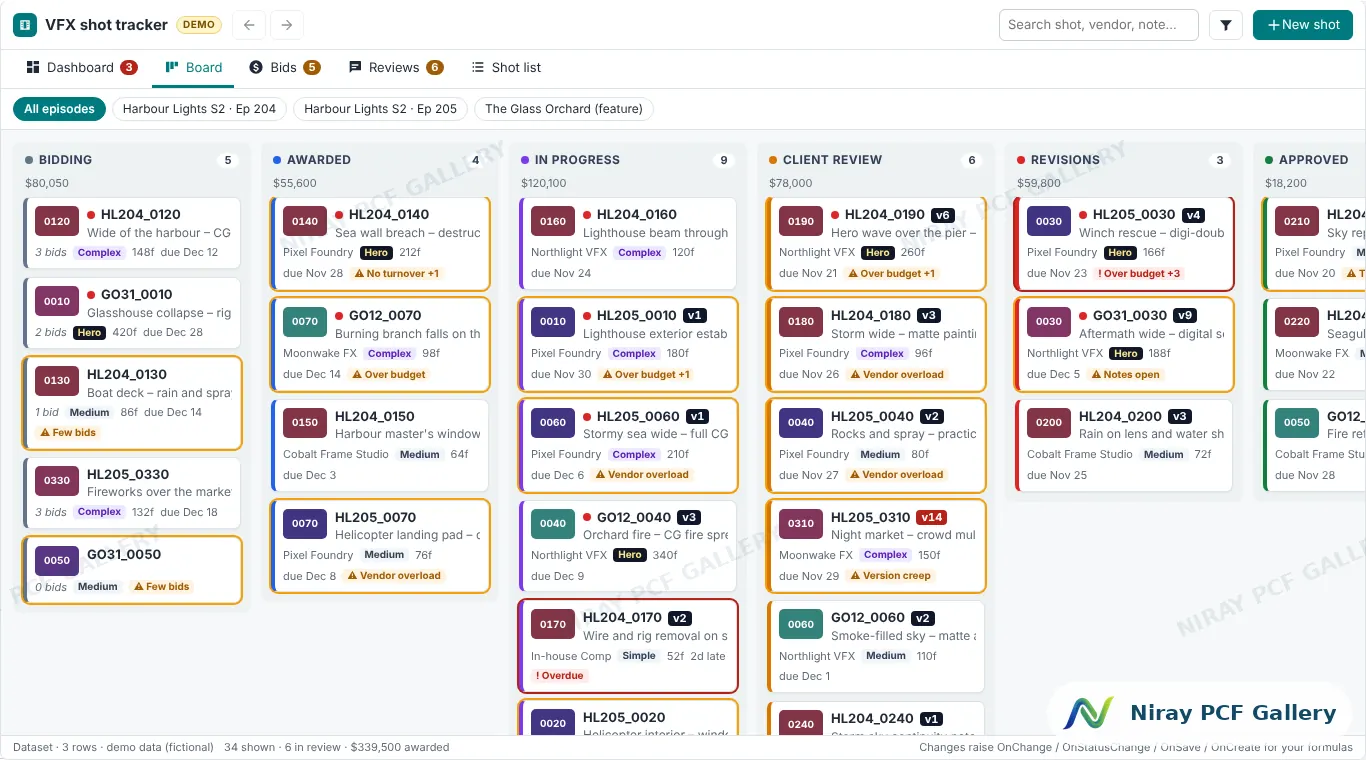 VFX shot tracker DEMO
Search shot, vendor, note...
New shot
Dashboard 3
Board
Bids 5
Reviews 6
Shot list
All episodes
Harbour Lights S2 · Ep 204
Harbour Lights S2 · Ep 205
The Glass Orchard (feature)
BIDDING 5
$80,050
0120 HL204_0120
Wide of the harbour – CG
3 bids Complex 148f due Dec 12
0010 GO31_0010
Glasshouse collapse – rig
2 bids Hero 420f due Dec 28
0130 HL204_0130
Boat deck – rain and spra
1 bid Medium 86f due Dec 14
Few bids
0330 HL205_0330
Fireworks over the marke
3 bids Complex 132f due Dec 18
0050 GO31_0050
0 bids Medium Few bids
AWARDED 4
$55,600
0140 HL204_0140
Sea wall breach – destruc
Pixel Foundry Hero 212f
due Nov 28 No turnover +1
0070 GO12_0070
Burning branch falls on th
Moonwake FX Complex 98f
due Dec 14 Over budget
0150 HL204_0150
Harbour master's window
Cobalt Frame Studio Medium 64f
due Dec 3
0070 HL205_0070
Helicopter landing pad – c
Pixel Foundry Medium 76f
due Dec 8 Vendor overload
IN PROGRESS 9
$120,100
0160 HL204_0160
Lighthouse beam through
Northlight VFX Complex 120f
due Nov 24
0010 HL205_0010 v1
Lighthouse exterior estab
Pixel Foundry Complex 180f
due Nov 30 Over budget +1
0060 HL205_0060 v1
Stormy sea wide – full CG
Pixel Foundry Complex 210f
due Dec 6 Vendor overload
0040 GO12_0040 v3
Orchard fire – CG fire spre
Northlight VFX Hero 340f
due Dec 9
0170 HL204_0170 v2
Wire and rig removal on s
In-house Comp Simple 52f 2d late
! Overdue
0020 HL205_0020
Helicopter interior – wind
CLIENT REVIEW 6
$78,000
0190 HL204_0190 v6
Hero wave over the pier –
Northlight VFX Hero 260f
due Nov 21 Over budget +1
0180 HL204_0180 v3
Storm wide – matte paintin
Pixel Foundry Complex 96f
due Nov 26 Vendor overload
0040 HL205_0040 v2
Rocks and spray – practic
Pixel Foundry Medium 80f
due Nov 27 Vendor overload
0310 HL205_0310 v14
Night market – crowd mul
Moonwake FX Complex 150f
due Nov 29 Version creep
0060 GO12_0060 v2
Smoke-filled sky – matte a
Northlight VFX Medium 110f
due Dec 1
0240 HL204_0240 v1
REVISIONS 3
$59,800
0030 HL205_0030 v4
Winch rescue – digi-doub
Pixel Foundry Hero 166f
due Nov 23 ! Over budget +3
0030 GO31_0030 v9
Aftermath wide – digital s
Northlight VFX Hero 188f
due Dec 5 Notes open
0200 HL204_0200 v3
Rain on lens and water sh
Cobalt Frame Studio Medium 72f
due Nov 25
APPROVED
$18,200
0210 HL204
Sky rep
Pixel Foundry
due Nov 20
0220 HL204
Seagul
Moonwake FX
due Nov 22
0050 GO12_
Fire ref
Cobalt Frame Stu
due Nov 28
Niray PCF Gallery
Dataset · 3 rows · demo data (fictional) 34 shown · 6 in review · $339,500 awarded
Changes raise OnChange / OnStatusChange / OnSave / OnCreate for your formulas
NIRAY PCF GALLERY